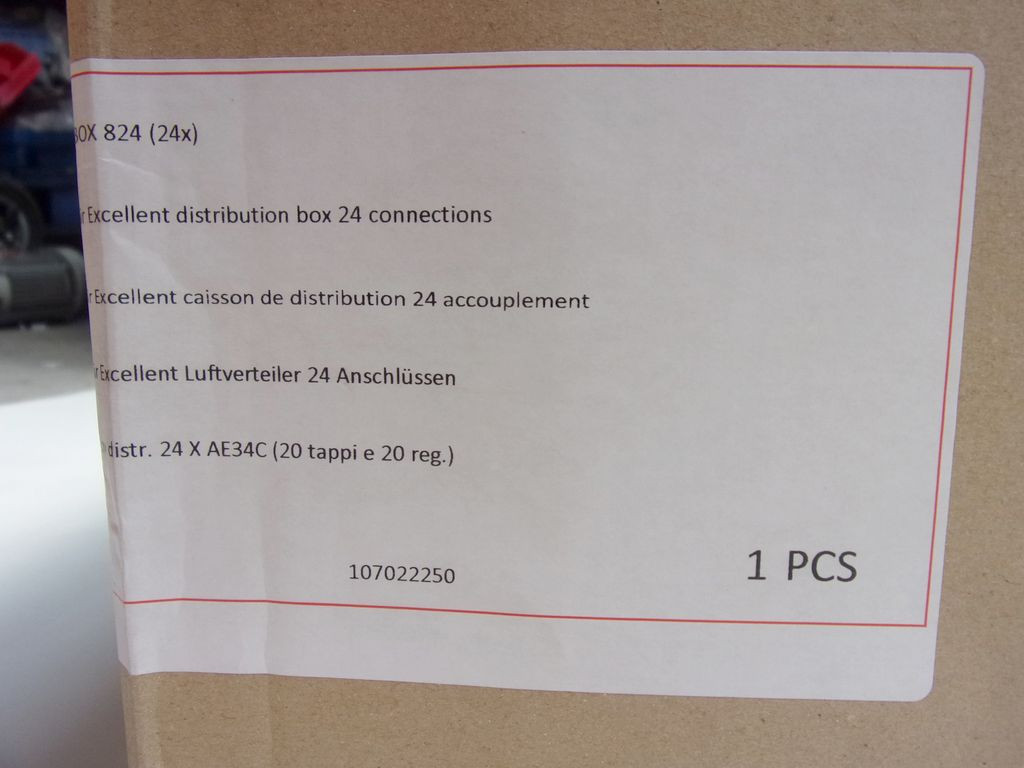 BOX 824 (24x)
Excellent distribution box 24 connections
Excellent caisson de distribution 24 accouplement
Excellent Luftverteiler 24 Anschlüssen
distr. 24 X AE34C (20 tappi e 20 reg.)
107022250
1 PCS